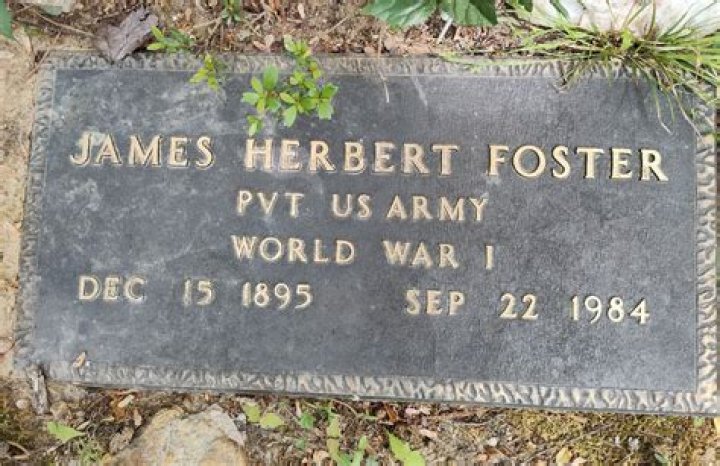 JAMES HERBERT FOSTER
PVT US ARMY
WORLD WAR I
DEC 15 1895 SEP 22 1984